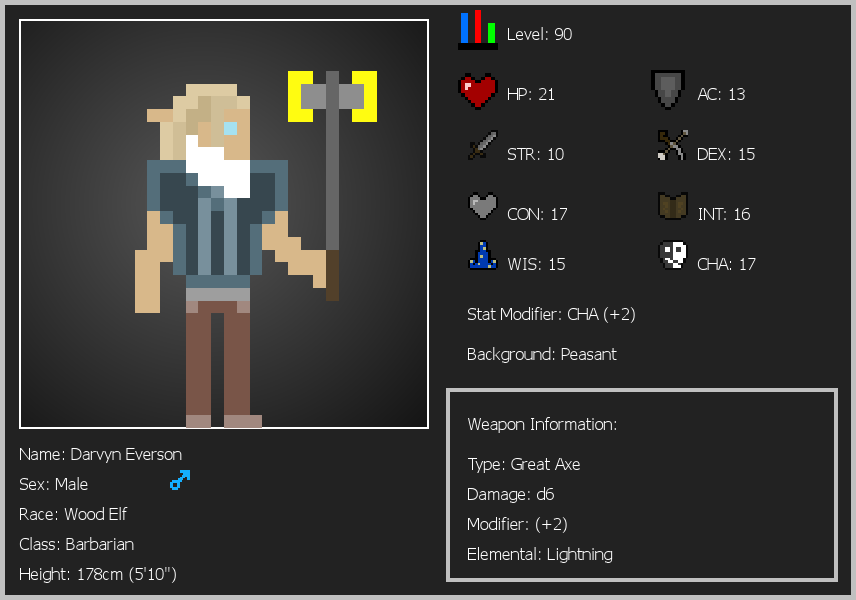 Level: 90
HP: 21
AC: 13
STR: 10
DEX: 15
CON: 17
INT: 16
WIS: 15
CHA: 17
Stat Modifier: CHA (+2)
Background: Peasant
Weapon Information:
Type: Great Axe
Damage: d6
Modifier: (+2)
Elemental: Lightning
Name: Darvyn Everson
Sex: Male
Race: Wood Elf
Class: Barbarian
Height: 178cm (5'10")